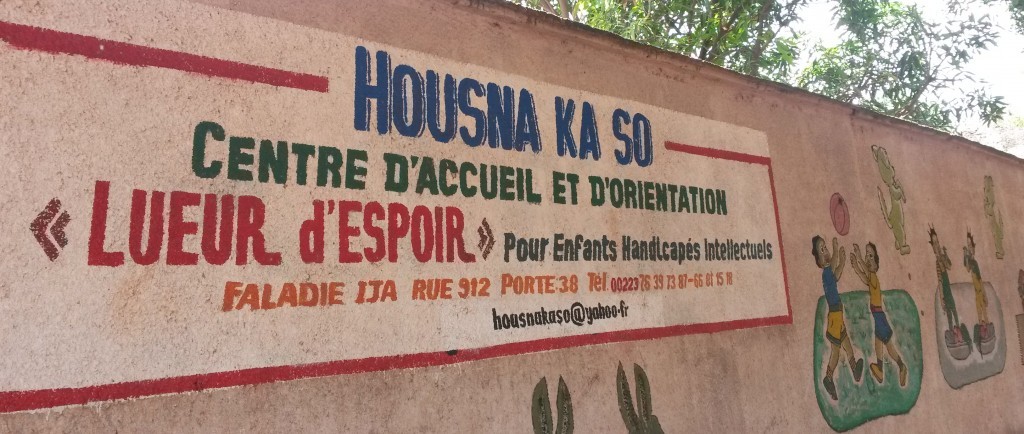 HOUSNA KA SO
CENTRE D'ACCUEIL ET D'ORIENTATION
« LUEUR d'ESPOIR » Pour Enfants Handicapés Intellectuels
FALADIE IJA RUE 912 PORTE 38 Tél. 00223 76 39 73 87-66 81 15 18
housnakaso@yahoo.fr